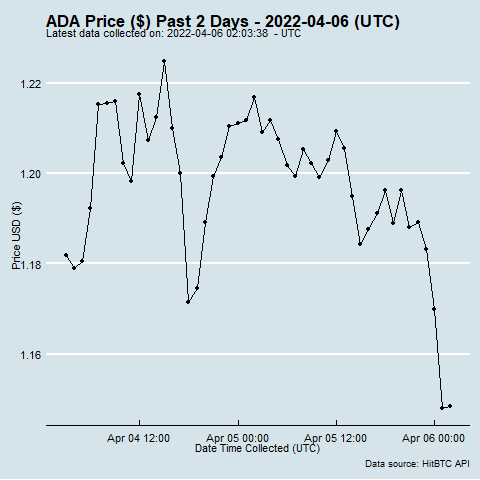 ADA Price ($) Past 2 Days - 2022-04-06 (UTC)
Latest data collected on: 2022-04-06 02:03:38  - UTC
1.22
1.20
1.18
1.16
Price USD ($)
Apr 04 12:00
Apr 05 00:00
Apr 05 12:00
Apr 06 00:00
Date Time Collected (UTC)
Data source: HitBTC API